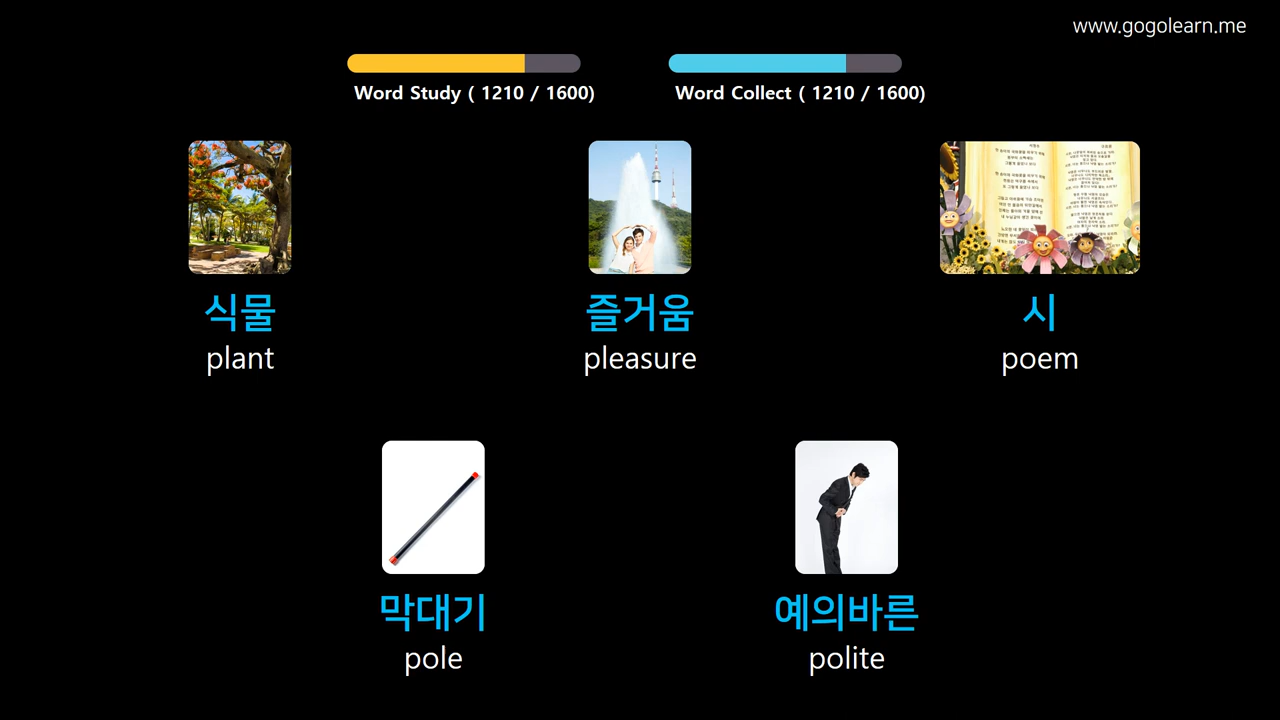 www.gogolearn.me
Word Study ( 1210 / 1600)
Word Collect ( 1210 / 1600)
식물
plant
즐거움
pleasure
시
poem
막대기
pole
예의바른
polite